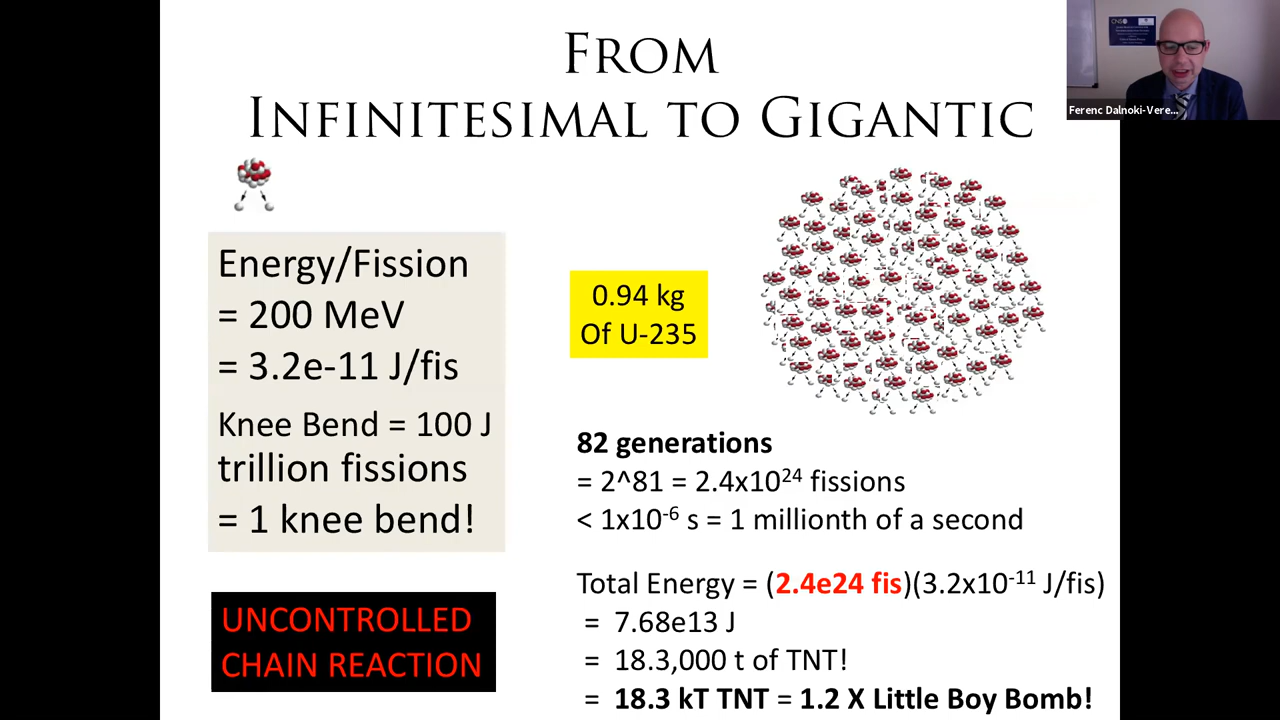 FROM
INFINITESIMAL TO GIGANTIC
Ferenc Dalnoki-Vere...
Energy/Fission
= 200 MeV
= 3.2e-11 J/fis
Knee Bend = 100 J
trillion fissions
= 1 knee bend!
UNCONTROLLED
CHAIN REACTION
0.94 kg
Of U-235
82 generations
= 2^81 = 2.4x10²⁴ fissions
< 1x10⁻⁶ s = 1 millionth of a second
Total Energy = (2.4e24 fis)(3.2x10⁻¹¹ J/fis)
= 7.68e13 J
= 18.3,000 t of TNT!
= 18.3 kT TNT = 1.2 X Little Boy Bomb!